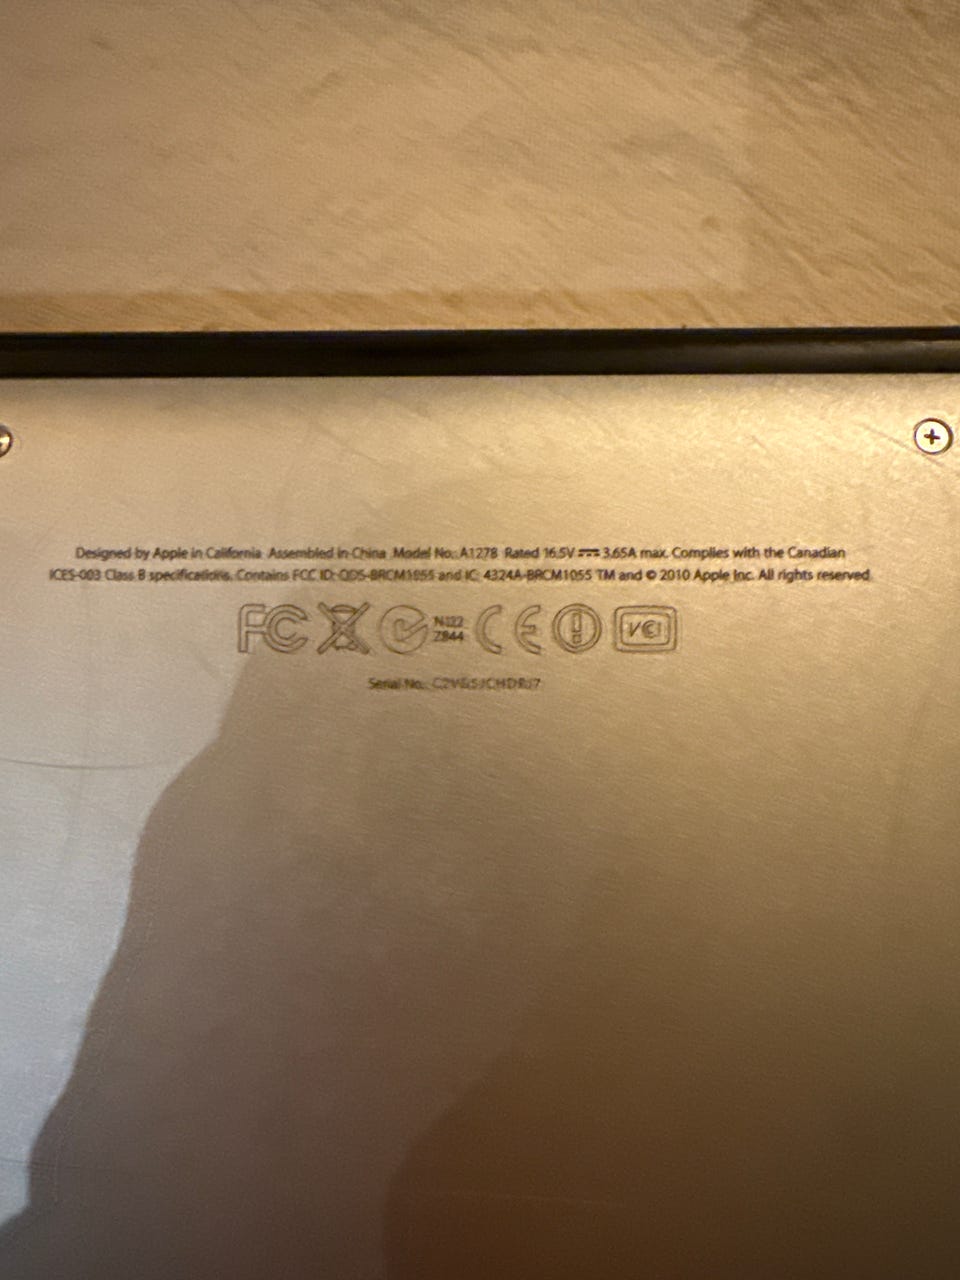 Designed by Apple in California Assembled in China Model No.: A1278 Rated 16.5V ⎓ 3.65A max. Complies with the Canadian
ICES-003 Class B specifications. Contains FCC ID: QDS-BRCM1055 and IC: 4324A-BRCM1055 TM and © 2010 Apple Inc. All rights reserved
FC N122 CE VCI
Z844
Serial No.: